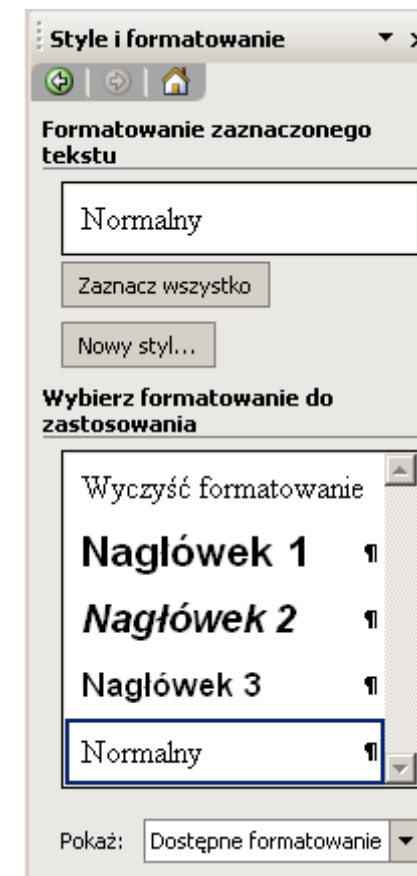 Style i formatowanie
Formatowanie zaznaczonego
tekstu
Normalny
Zaznacz wszystko
Nowy styl...
Wybierz formatowanie do
zastosowania
Wyczyść formatowanie
Nagłówek 1 ¶
Nagłówek 2 ¶
Nagłówek 3 ¶
Normalny ¶
Pokaż: Dostępne formatowanie